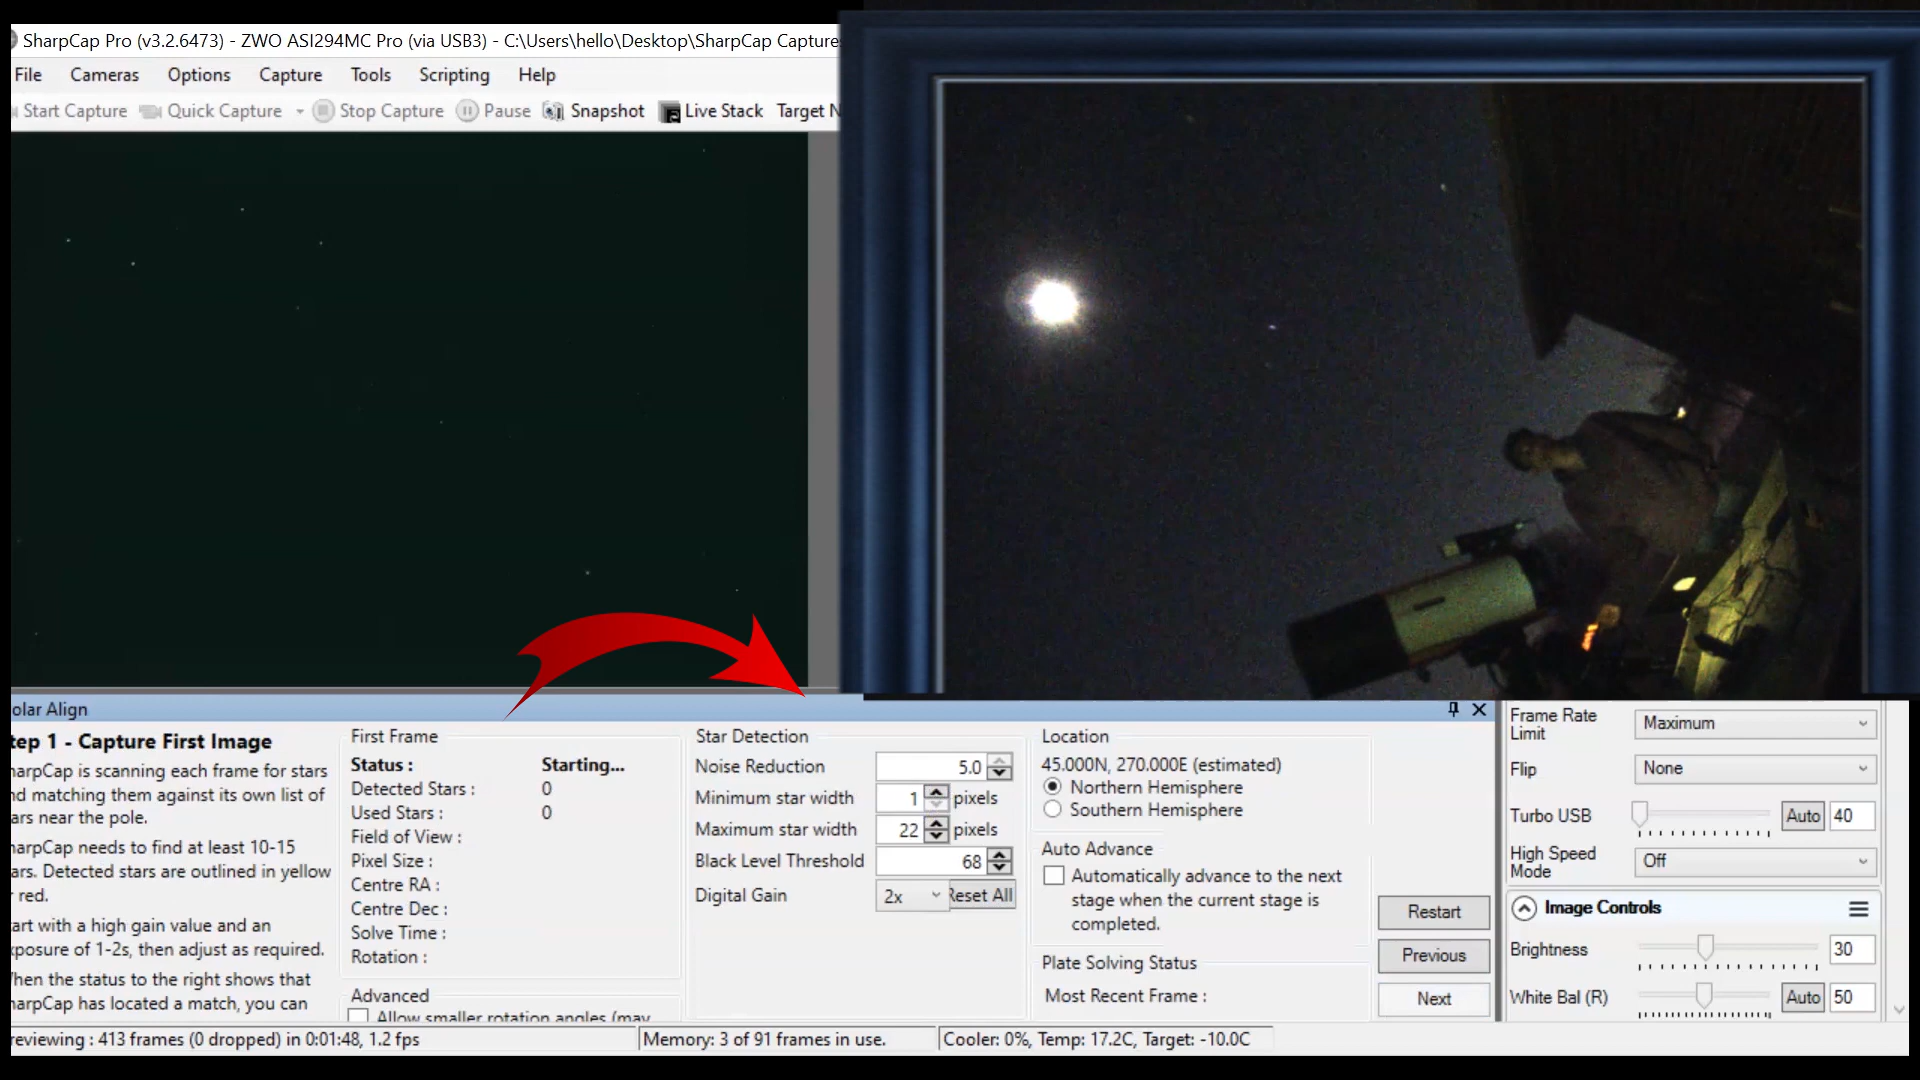 SharpCap Pro (v3.2.6473) - ZWO ASI294MC Pro (via USB3) - C:\Users\hello\Desktop\SharpCap Capture
File Cameras Options Capture Tools Scripting Help
Start Capture Quick Capture Stop Capture Pause Snapshot Live Stack Target N
olar Align
tep 1 - Capture First Image
harpCap is scanning each frame for stars
nd matching them against its own list of
ars near the pole.
harpCap needs to find at least 10-15
ars. Detected stars are outlined in yellow
r red.
tart with a high gain value and an
xposure of 1-2s, then adjust as required.
hen the status to the right shows that
harpCap has located a match, you can
First Frame
Status : Starting...
Detected Stars : 0
Used Stars : 0
Field of View :
Pixel Size :
Centre RA :
Centre Dec :
Solve Time :
Rotation :
Advanced
Allow smaller rotation angles (may
Star Detection
Noise Reduction 5.0
Minimum star width 1 pixels
Maximum star width 22 pixels
Black Level Threshold 68
Digital Gain 2x Reset All
Location
45.000N, 270.000E (estimated)
Northern Hemisphere
Southern Hemisphere
Auto Advance
Automatically advance to the next
stage when the current stage is
completed.
Plate Solving Status
Most Recent Frame :
Restart
Previous
Next
Frame Rate
Limit Maximum
Flip None
Turbo USB Auto 40
High Speed
Mode Off
Image Controls
Brightness 30
White Bal (R) Auto 50
reviewing : 413 frames (0 dropped) in 0:01:48, 1.2 fps
Memory: 3 of 91 frames in use.
Cooler: 0%, Temp: 17.2C, Target: -10.0C